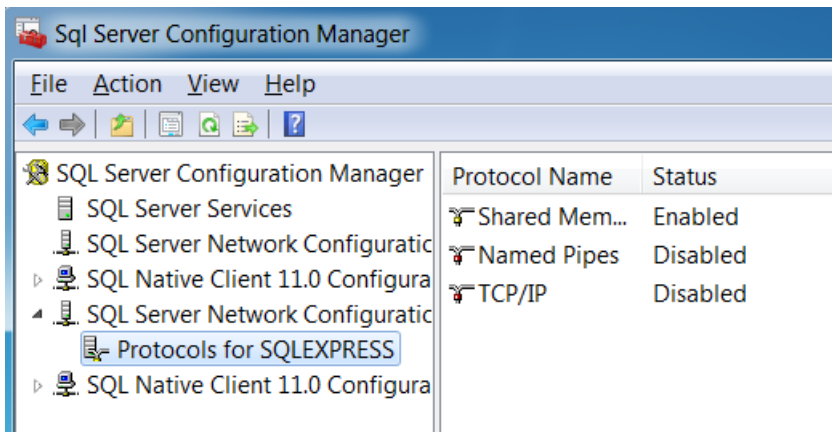 Sql Server Configuration Manager
File Action View Help
SQL Server Configuration Manager
SQL Server Services
SQL Server Network Configuratic
SQL Native Client 11.0 Configura
SQL Server Network Configuratic
Protocols for SQLEXPRESS
SQL Native Client 11.0 Configura
Protocol Name Status
Shared Mem... Enabled
Named Pipes Disabled
TCP/IP Disabled